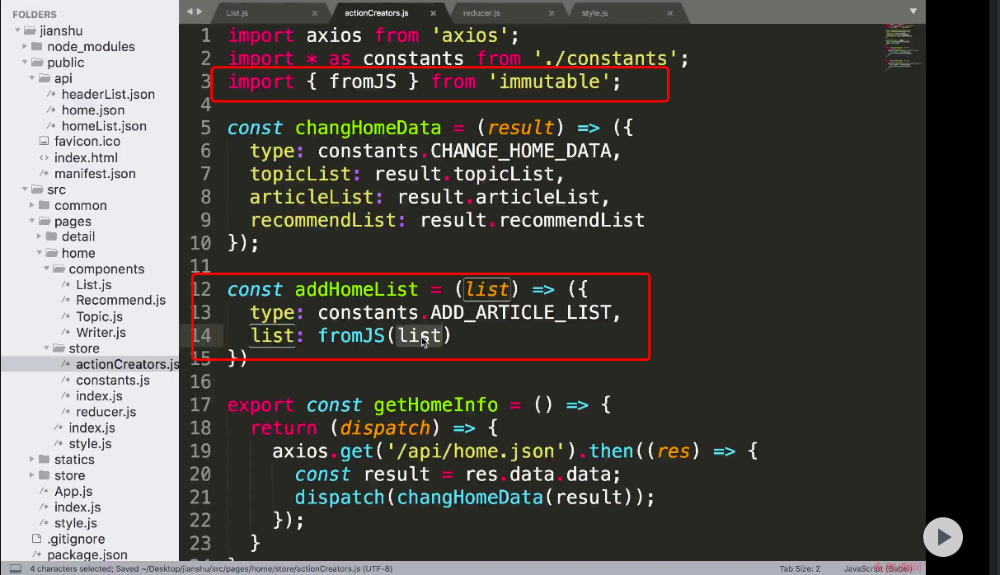 FOLDERS
jianshu
node_modules
public
api
/* headerList.json
/* home.json
/* homeList.json
favicon.ico
<> index.html
/* manifest.json
src
common
pages
detail
home
components
/* List.js
/* Recommend.js
/* Topic.js
/* Writer.js
store
/* actionCreators.js
/* constants.js
/* index.js
/* reducer.js
/* index.js
/* style.js
statics
store
/* App.js
/* index.js
/* style.js
.gitignore
/* package.json
List.js × actionCreators.js × reducer.js × style.js ×
1 import axios from 'axios';
2 import * as constants from './constants';
3 import { fromJS } from 'immutable';
4
5 const changHomeData = (result) => ({
6 type: constants.CHANGE_HOME_DATA,
7 topicList: result.topicList,
8 articleList: result.articleList,
9 recommendList: result.recommendList
10 });
11
12 const addHomeList = (list) => ({
13 type: constants.ADD_ARTICLE_LIST,
14 list: fromJS(list)
15 })
16
17 export const getHomeInfo = () => {
18 return (dispatch) => {
19 axios.get('/api/home.json').then((res) => {
20 const result = res.data.data;
21 dispatch(changHomeData(result));
22 });
23 }
4 characters selected; Saved ~/Desktop/jianshu/src/pages/home/store/actionCreators.js (UTF-8) Tab Size: 2 JavaScript (Babel)